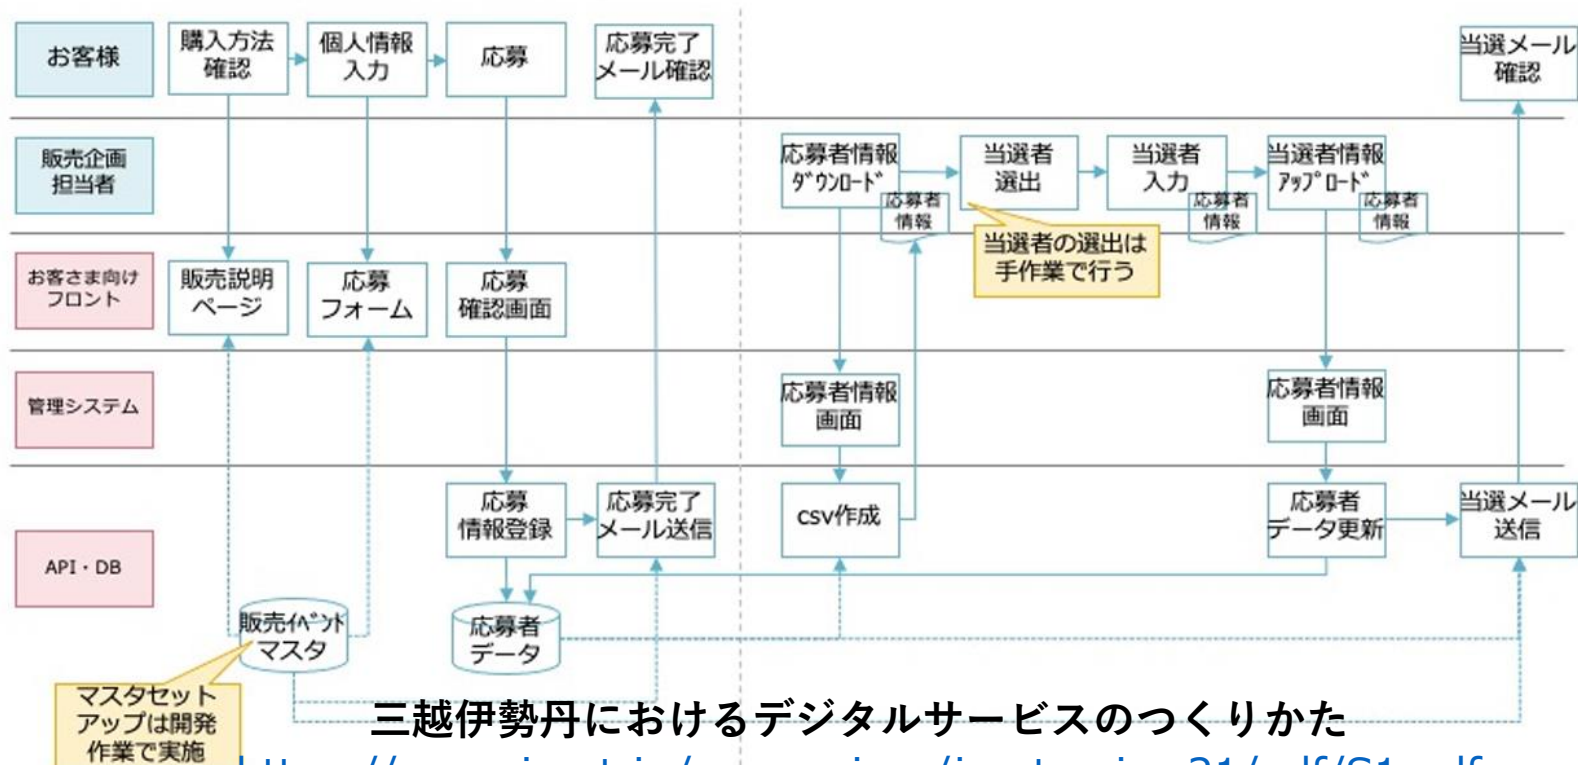 お客様
購入方法
確認
個人情報
入力
応募
応募完了
メール確認
当選メール
確認
販売企画
担当者
応募者情報
ダウンロード
応募者
情報
当選者
選出
当選者
入力
応募者
情報
当選者情報
アップロード
応募者
情報
当選者の選出は
手作業で行う
お客さま向け
フロント
販売説明
ページ
応募
フォーム
応募
確認画面
管理システム
応募者情報
画面
応募者情報
画面
API・DB
応募
情報登録
応募完了
メール送信
csv作成
応募者
データ更新
当選メール
送信
販売イベント
マスタ
応募者
データ
マスタセット
アップは開発
作業で実施
三越伊勢丹におけるデジタルサービスのつくりかた